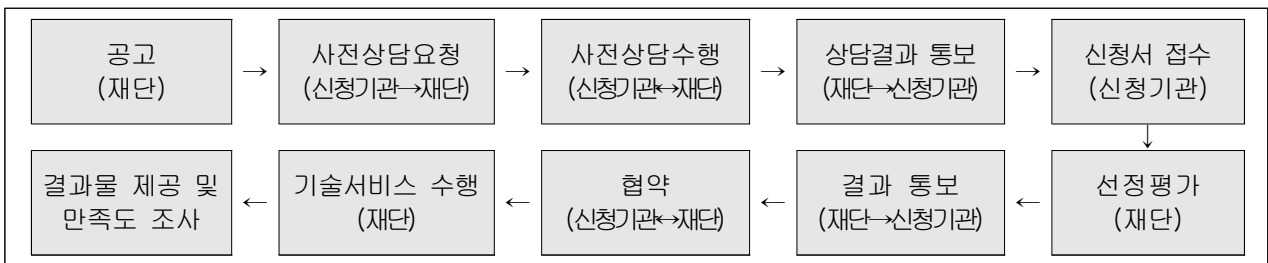 공고
(재단)
→
사전상담요청
(신청기관→재단)
→
사전상담수행
(신청기관↔재단)
→
상담결과 통보
(재단→신청기관)
→
신청서 접수
(신청기관)
↓
선정평가
(재단)
←
결과 통보
(재단→신청기관)
←
협약
(신청기관↔재단)
←
기술서비스 수행
(재단)
←
결과물 제공 및
만족도 조사